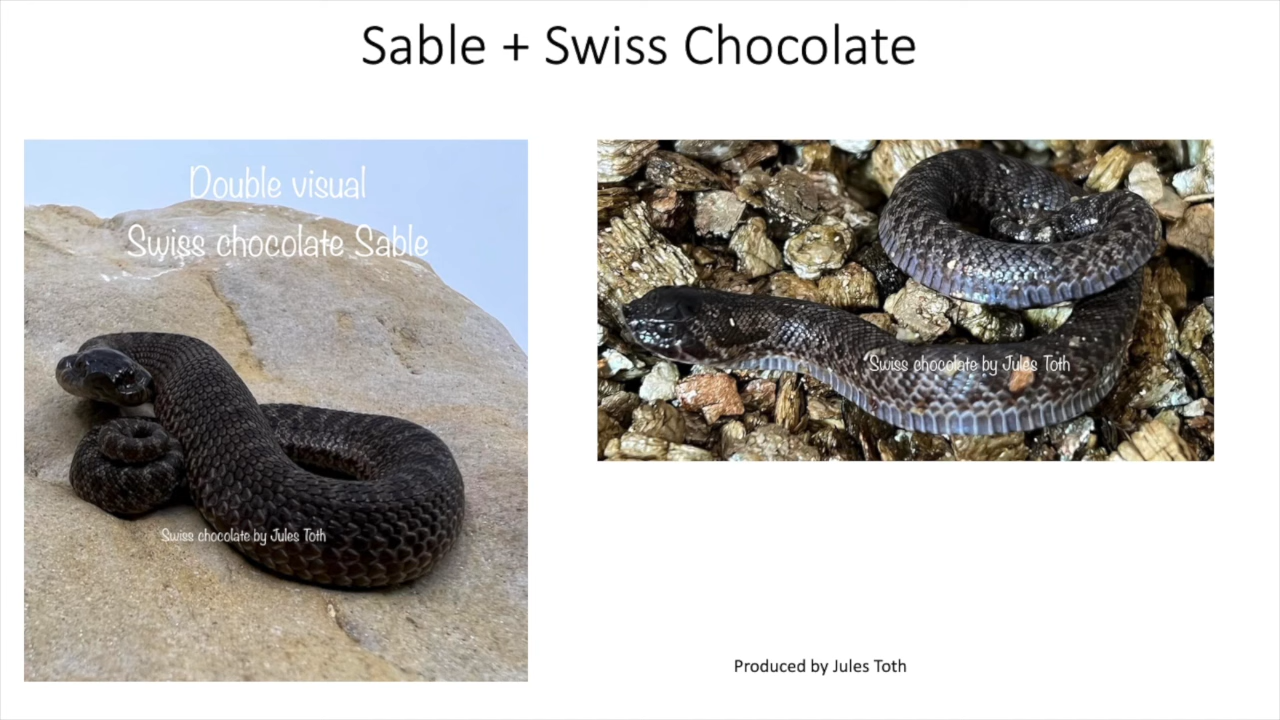 Sable + Swiss Chocolate
Double visual
Swiss chocolate Sable
Swiss chocolate by Jules Toth
Swiss chocolate by Jules Toth
Produced by Jules Toth